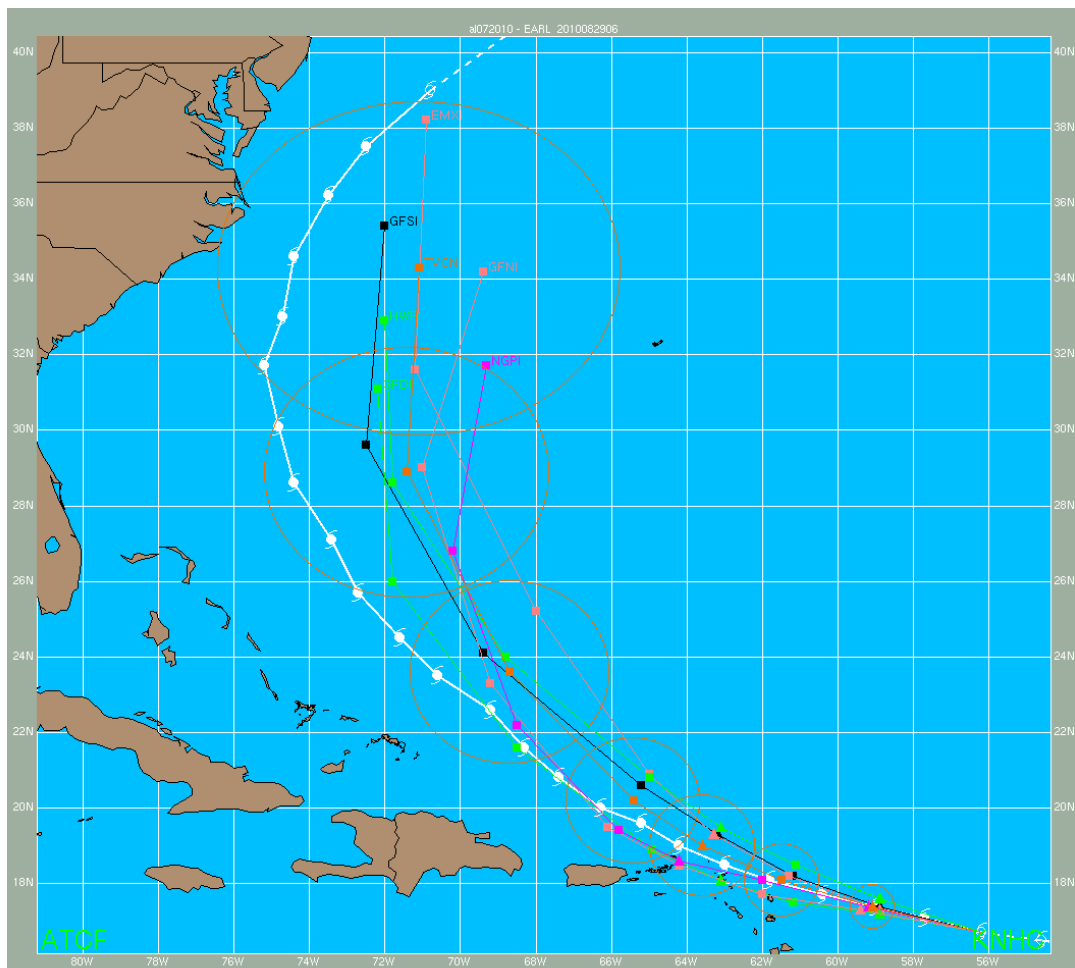 al072010 - EARL 2010082906
40N 40N
EMXI
38N 38N
36N 36N
GFSI
TVCN GFNI
34N 34N
32N NGPI 32N
30N 30N
28N 28N
26N 26N
24N 24N
22N 22N
20N 20N
18N 18N
ATCF KNHC
80W 78W 76W 74W 72W 70W 68W 66W 64W 62W 60W 58W 56W